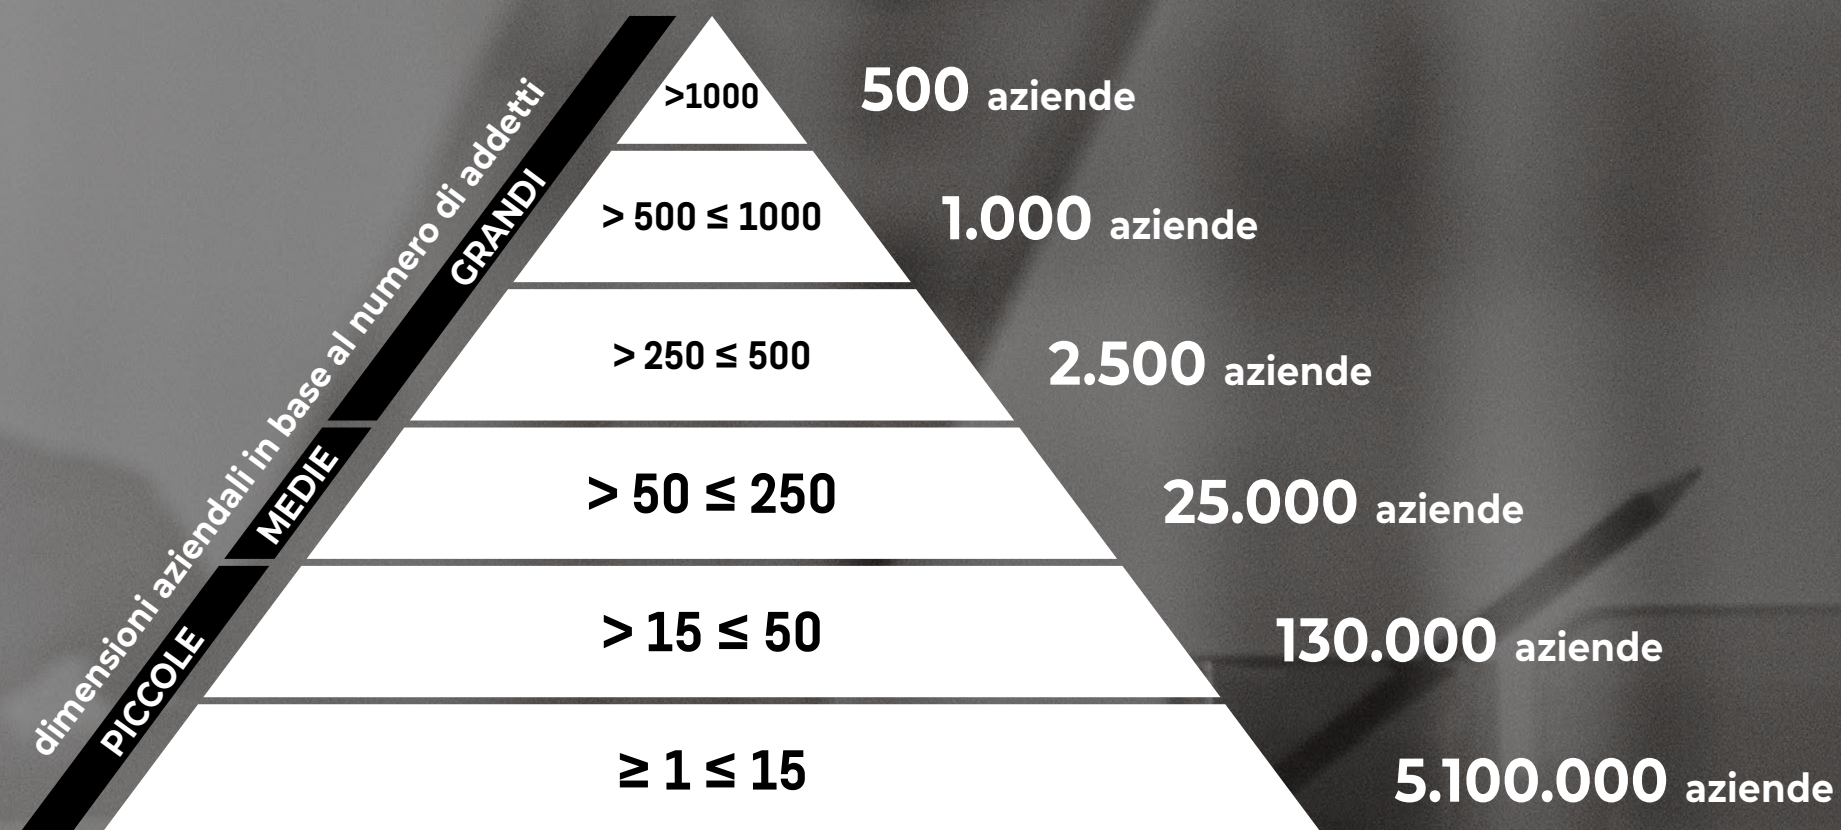 dimensioni aziendali in base al numero di addetti
GRANDI
MEDIE
PICCOLE
>1000
500 aziende
> 500 ≤ 1000
1.000 aziende
> 250 ≤ 500
2.500 aziende
> 50 ≤ 250
25.000 aziende
> 15 ≤ 50
130.000 aziende
≥ 1 ≤ 15
5.100.000 aziende